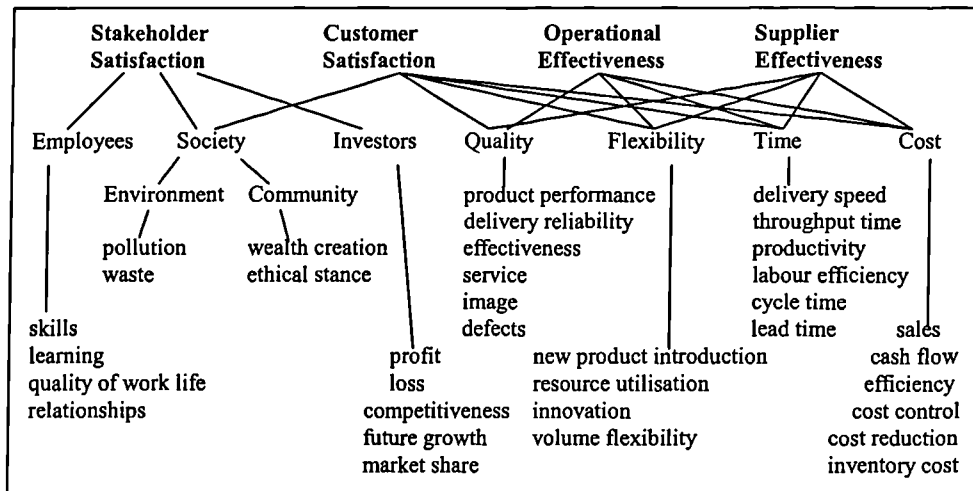 Stakeholder Satisfaction
Customer Satisfaction
Operational Effectiveness
Supplier Effectiveness
Employees
Society
Investors
Quality
Flexibility
Time
Cost
Environment
Community
pollution
waste
wealth creation
ethical stance
product performance
delivery reliability
effectiveness
service
image
defects
delivery speed
throughput time
productivity
labour efficiency
cycle time
lead time
skills
learning
quality of work life
relationships
profit
loss
competitiveness
future growth
market share
new product introduction
resource utilisation
innovation
volume flexibility
sales
cash flow
efficiency
cost control
cost reduction
inventory cost